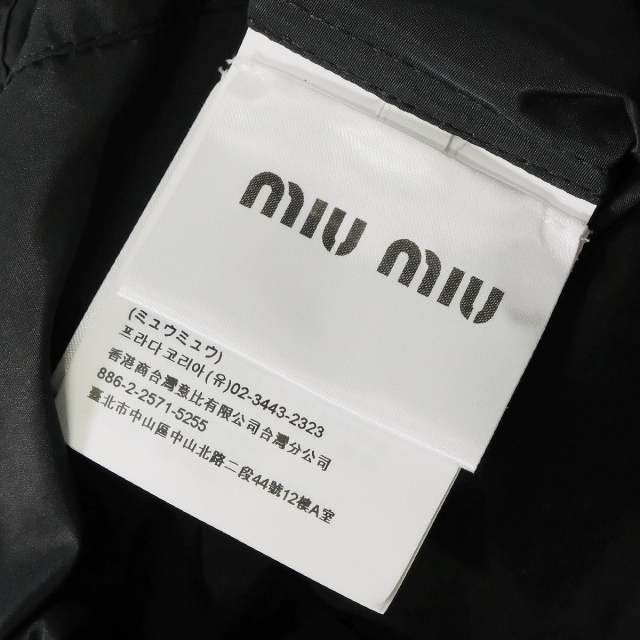 miu miu
(ミュウミュウ)
프라다코리아(유)02-3443-2323
香港商台灣意比有限公司台灣分公司
886-2-2571-5255
臺北市中山區中山北路二段44號12樓A室